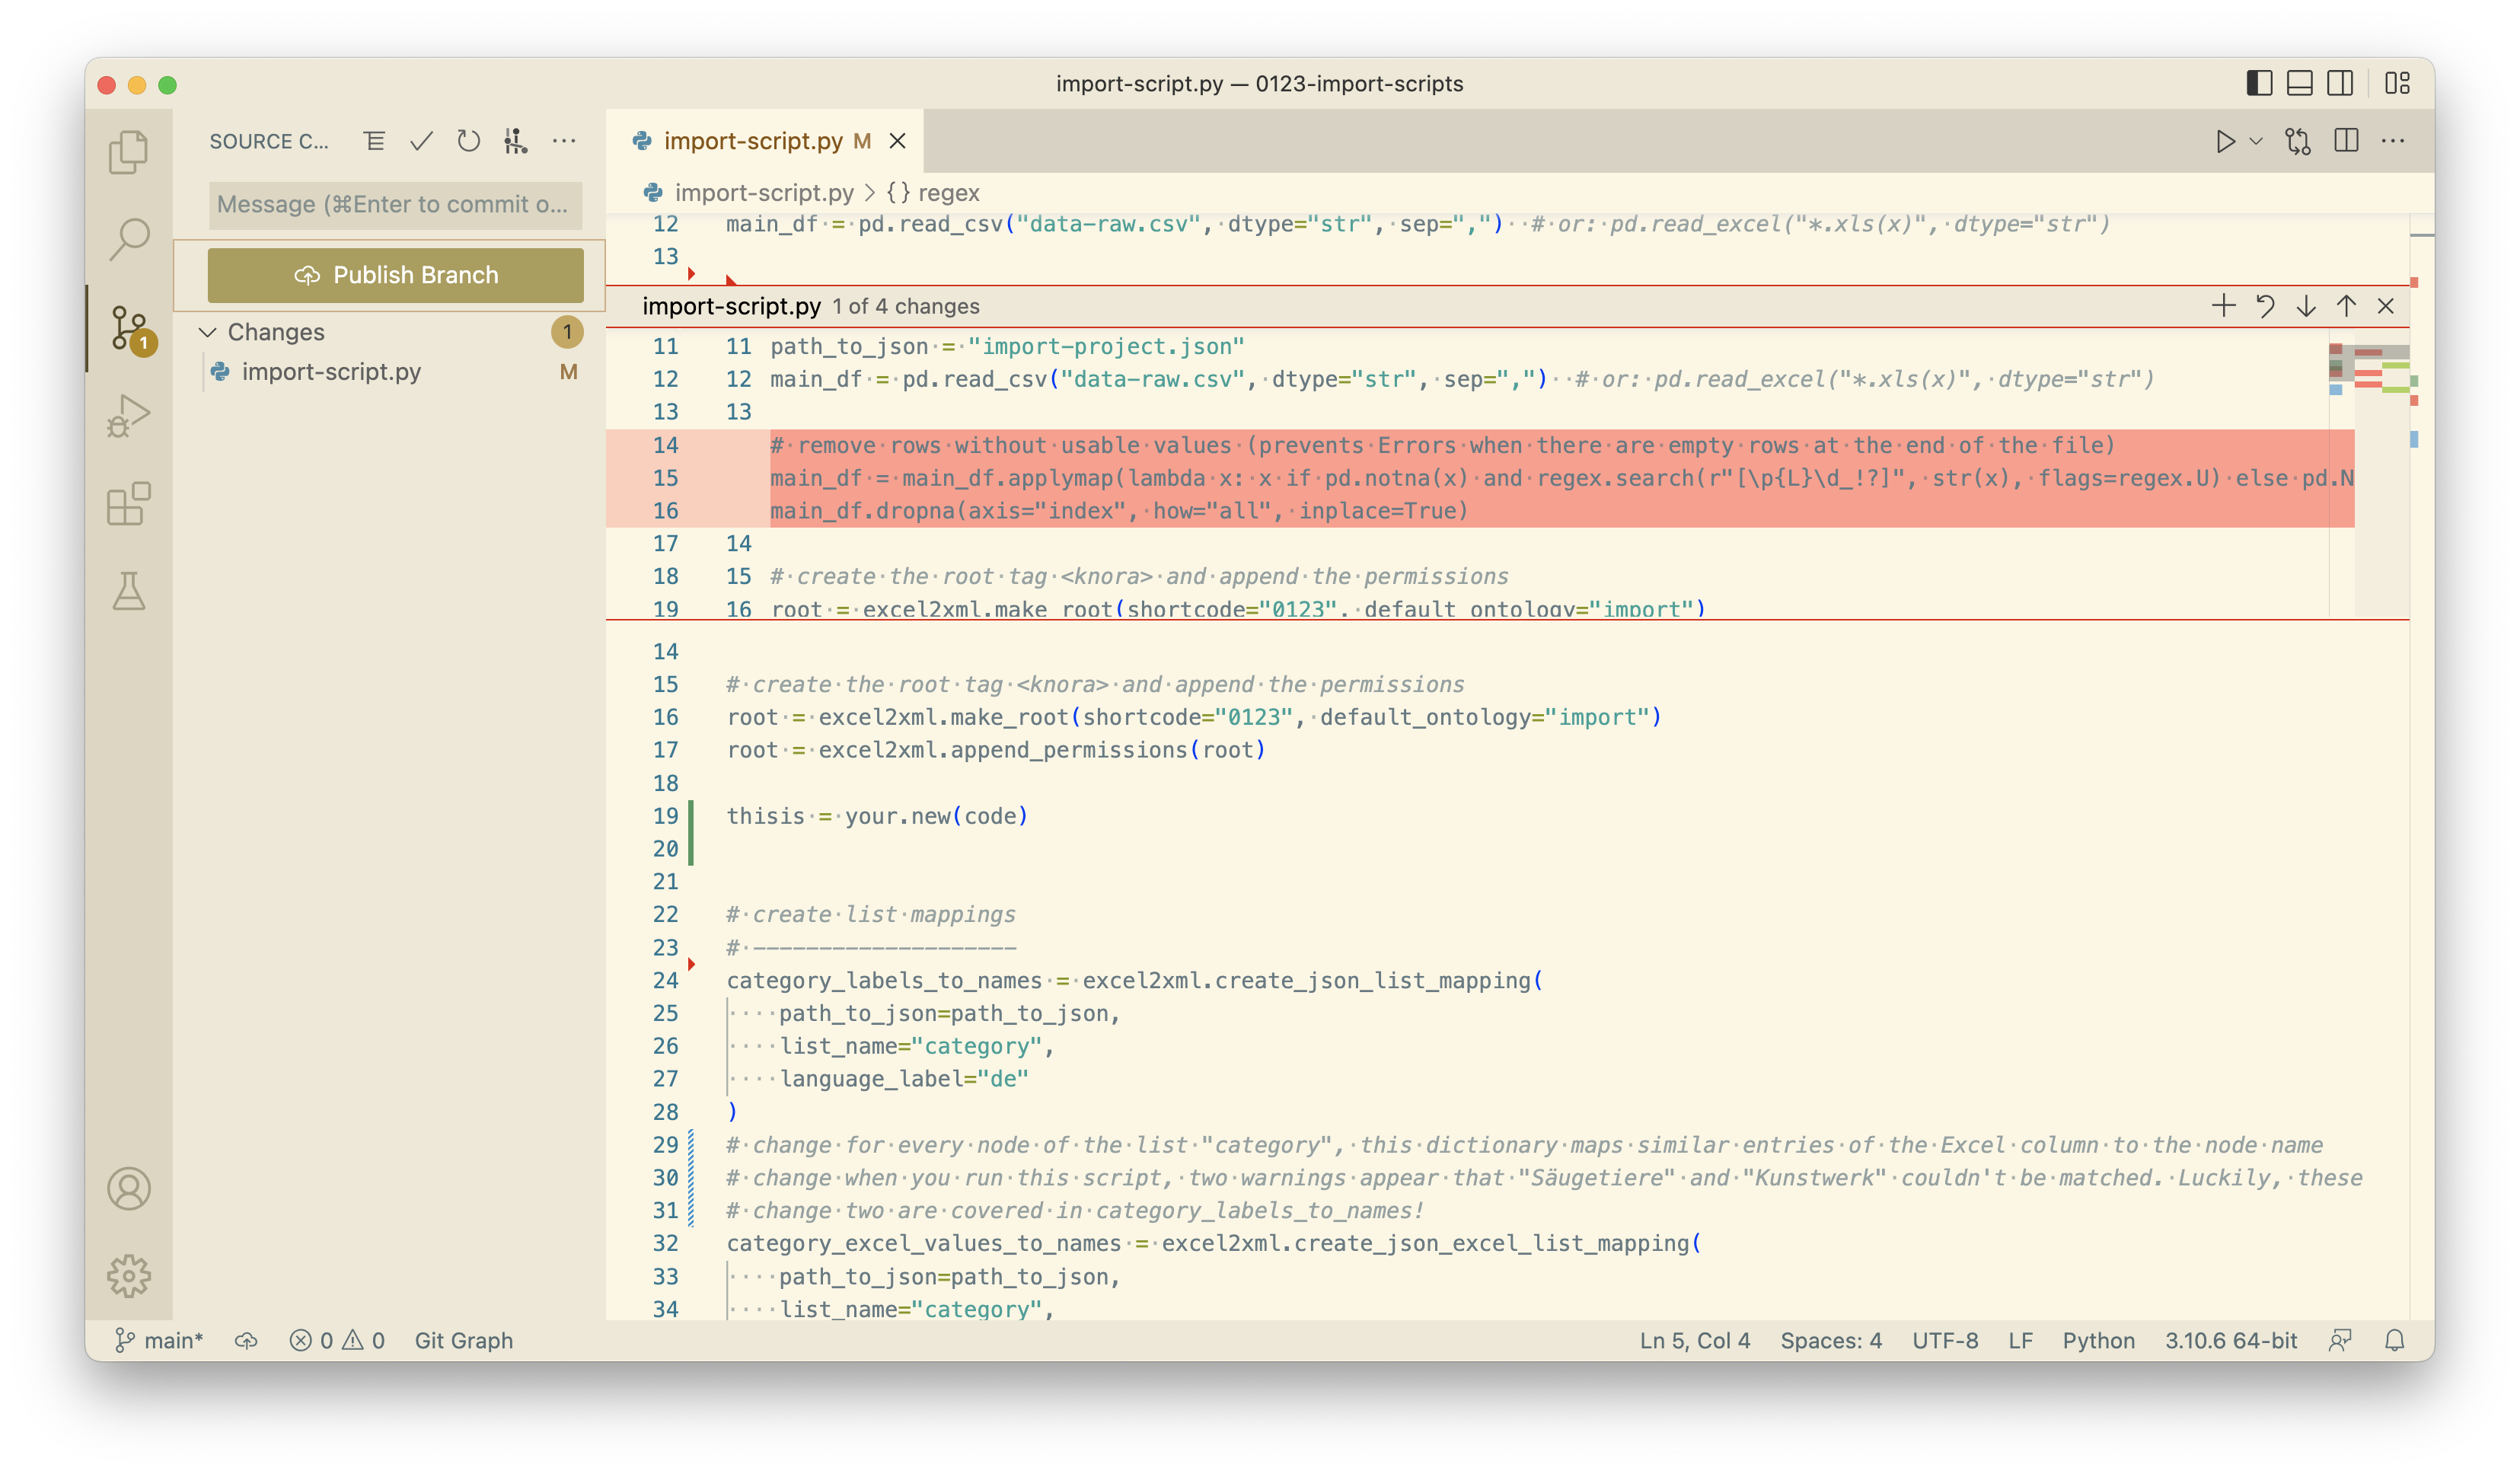 import-script.py — 0123-import-scripts
SOURCE C...
Message (⌘Enter to commit o...
Publish Branch
Changes 1
import-script.py M
1
import-script.py M
import-script.py > {} regex
12 main_df = pd.read_csv("data-raw.csv", dtype="str", sep=",")  # or: pd.read_excel("*.xls(x)", dtype="str")
13
import-script.py 1 of 4 changes
11 11 path_to_json = "import-project.json"
12 12 main_df = pd.read_csv("data-raw.csv", dtype="str", sep=",")  # or: pd.read_excel("*.xls(x)", dtype="str")
13 13
14 # remove rows without usable values (prevents Errors when there are empty rows at the end of the file)
15 main_df = main_df.applymap(lambda x: x if pd.notna(x) and regex.search(r"[\p{L}\d_!?]", str(x), flags=regex.U) else pd.N
16 main_df.dropna(axis="index", how="all", inplace=True)
17 14
18 15 # create the root tag <knora> and append the permissions
19 16 root = excel2xml.make_root(shortcode="0123", default_ontology="import")
14
15 # create the root tag <knora> and append the permissions
16 root = excel2xml.make_root(shortcode="0123", default_ontology="import")
17 root = excel2xml.append_permissions(root)
18
19 thisis = your.new(code)
20
21
22 # create list mappings
23 # --------------------
24 category_labels_to_names = excel2xml.create_json_list_mapping(
25     path_to_json=path_to_json,
26     list_name="category",
27     language_label="de"
28 )
29 # change for every node of the list "category", this dictionary maps similar entries of the Excel column to the node name
30 # change when you run this script, two warnings appear that "Säugetiere" and "Kunstwerk" couldn't be matched. Luckily, these
31 # change two are covered in category_labels_to_names!
32 category_excel_values_to_names = excel2xml.create_json_excel_list_mapping(
33     path_to_json=path_to_json,
34     list_name="category",
main* 0 0 Git Graph Ln 5, Col 4 Spaces: 4 UTF-8 LF Python 3.10.6 64-bit